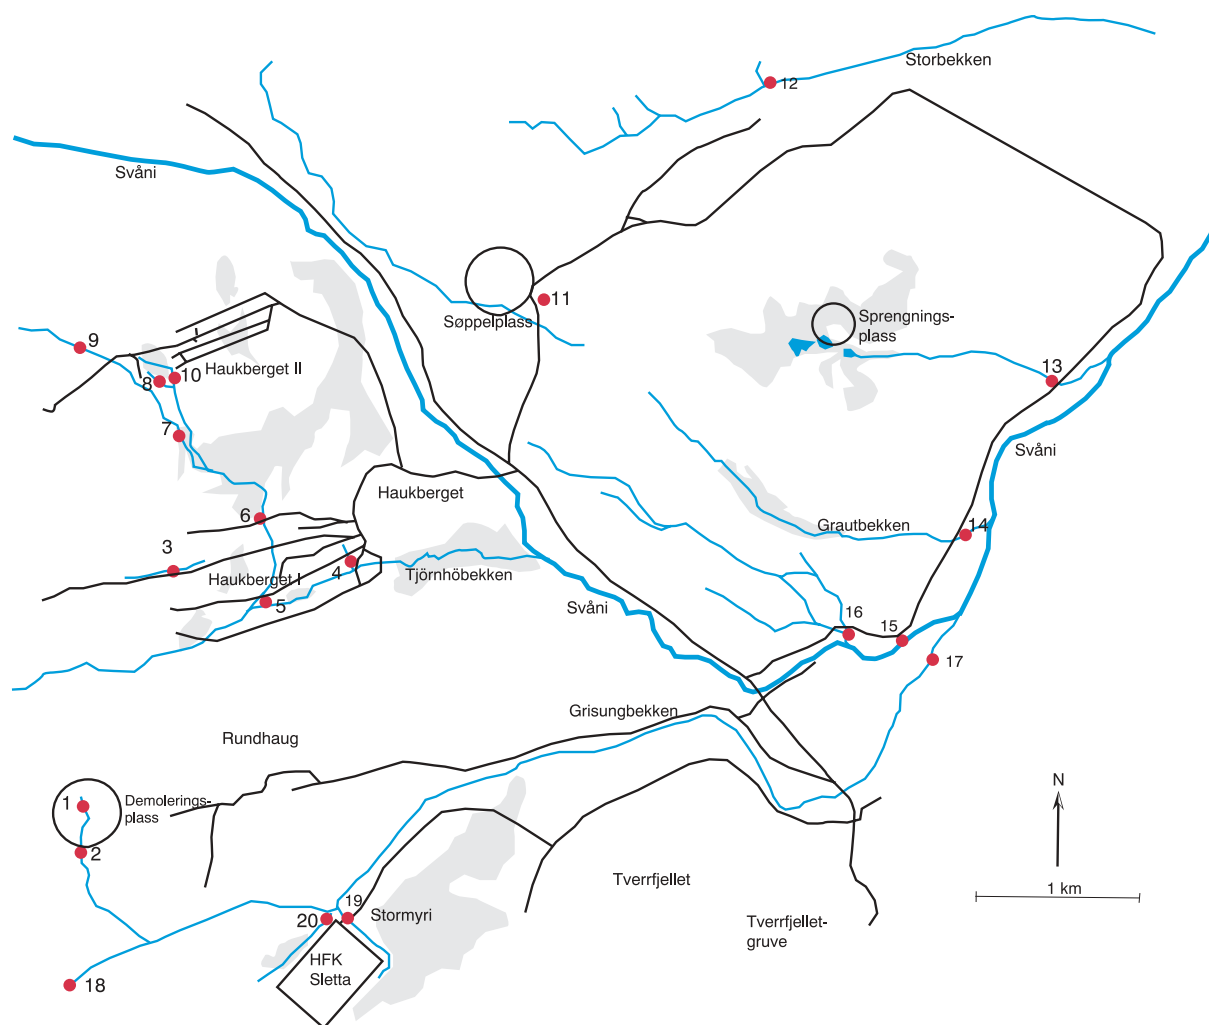 Storbekken
12
Svåni
11
Søppelplass
Sprengnings-
plass
9
Haukberget II
8
10
13
7
Svåni
Haukberget
6
Grautbekken
14
3
Haukberget I
4
Tjörnhöbekken
5
Svåni
16
15
17
Grisungbekken
Rundhaug
N
1
Demolerings-
plass
2
Tverrfjellet
1 km
19
20
Stormyri
Tverrfjellet-
gruve
HFK
Sletta
18